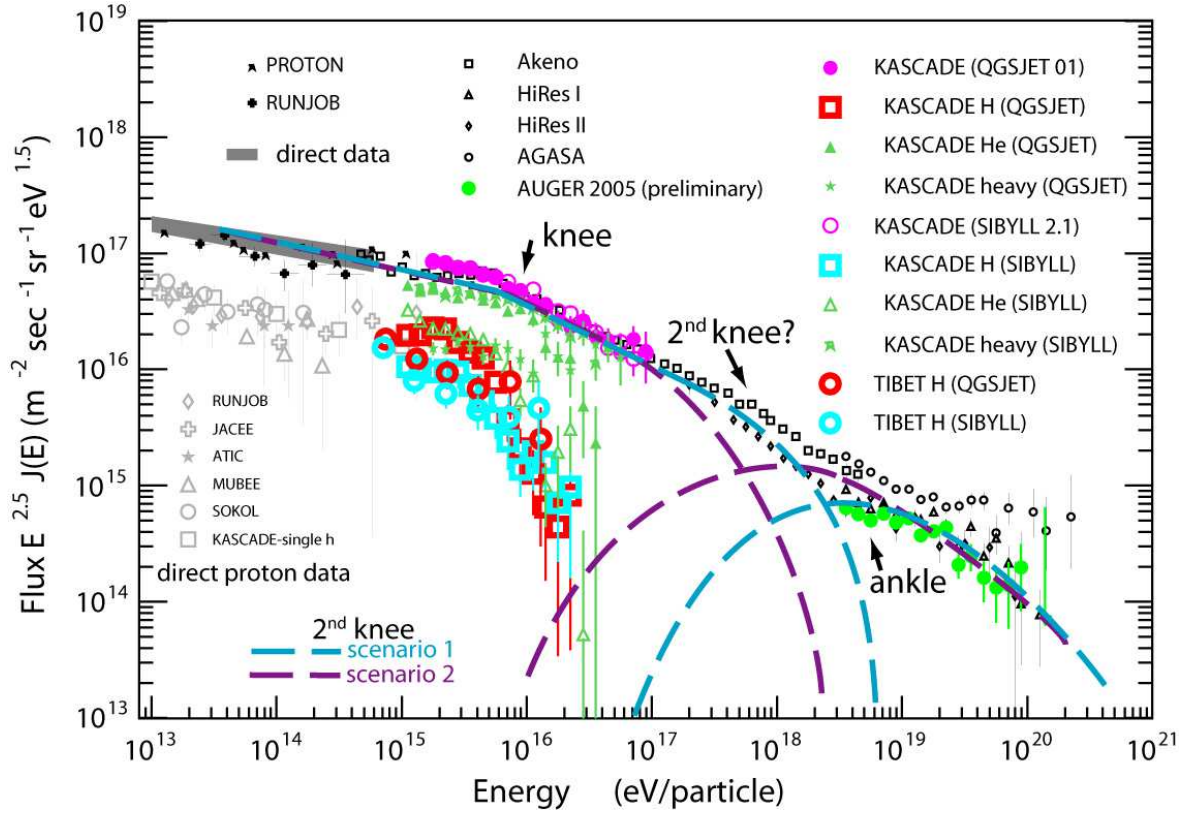 Flux E 2.5 J(E) (m -2 sec -1 sr -1 eV 1.5)
10^19
10^18
10^17
10^16
10^15
10^14
10^13
PROTON
RUNJOB
direct data
Akeno
HiRes I
HiRes II
AGASA
AUGER 2005 (preliminary)
KASCADE (QGSJET 01)
KASCADE H (QGSJET)
KASCADE He (QGSJET)
KASCADE heavy (QGSJET)
KASCADE (SIBYLL 2.1)
KASCADE H (SIBYLL)
KASCADE He (SIBYLL)
KASCADE heavy (SIBYLL)
TIBET H (QGSJET)
TIBET H (SIBYLL)
knee
2nd knee?
ankle
RUNJOB
JACEE
ATIC
MUBEE
SOKOL
KASCADE-single h
direct proton data
2nd knee
scenario 1
scenario 2
10^13 10^14 10^15 10^16 10^17 10^18 10^19 10^20 10^21
Energy (eV/particle)